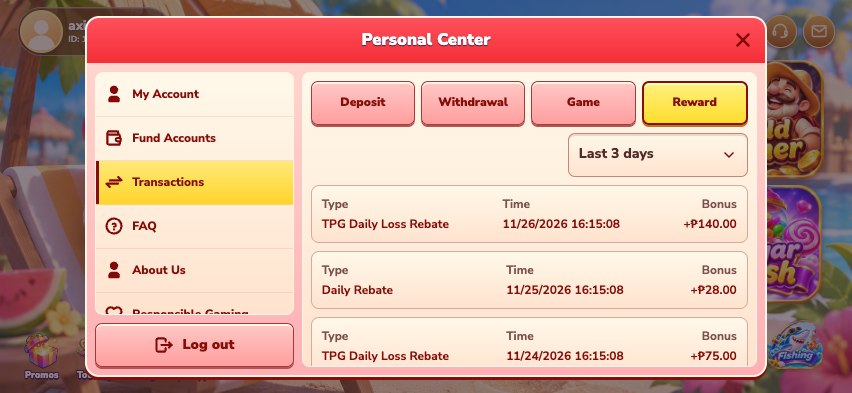 Personal Center
My Account
Fund Accounts
Transactions
FAQ
About Us
Responsible Gaming
Log out
Deposit
Withdrawal
Game
Reward
Last 3 days
Type
Time
Bonus
TPG Daily Loss Rebate
11/26/2026 16:15:08
+₱140.00
Type
Time
Bonus
Daily Rebate
11/25/2026 16:15:08
+₱28.00
Type
Time
Bonus
TPG Daily Loss Rebate
11/24/2026 16:15:08
+₱75.00
Promos
Fishing